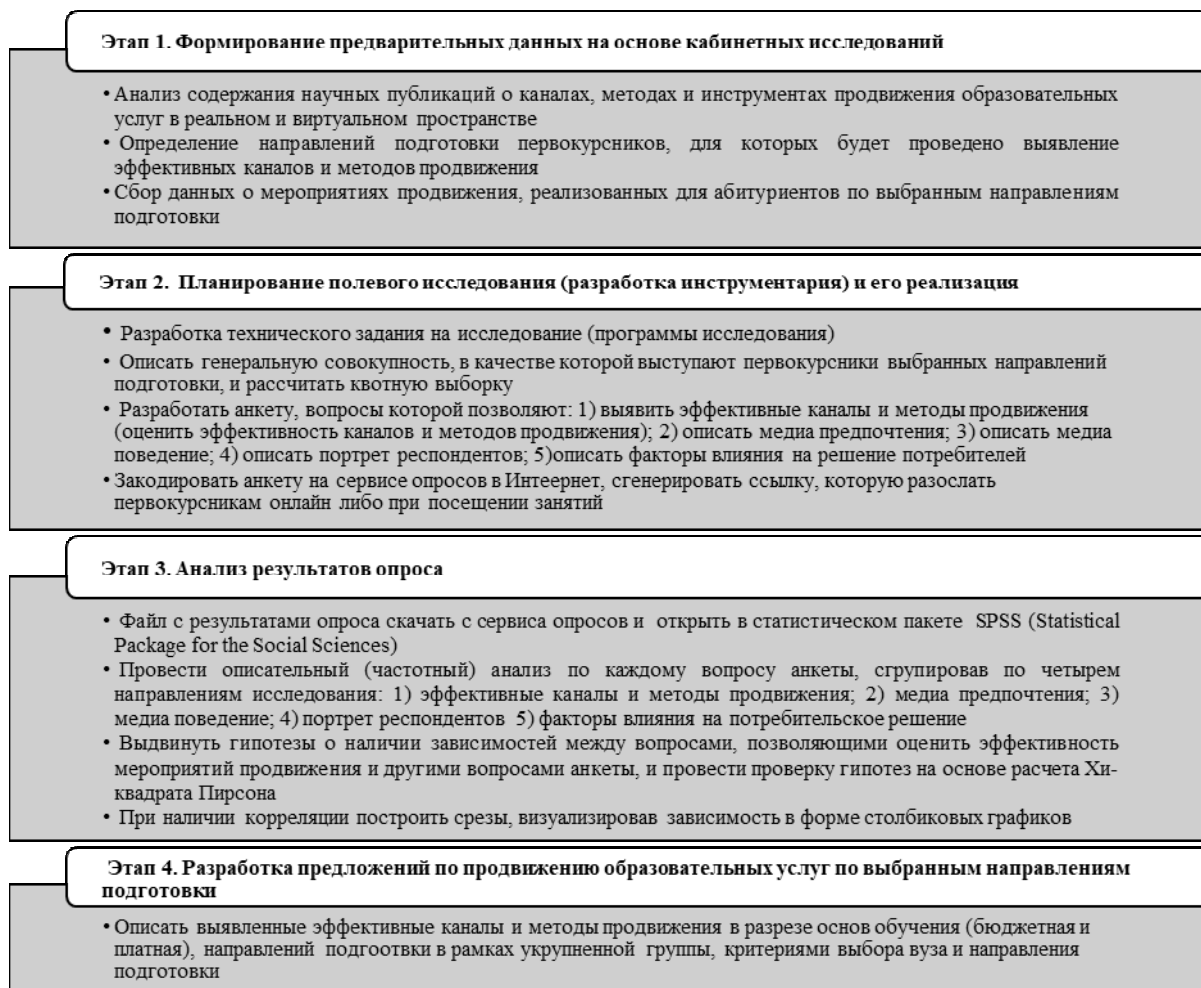 Этап 1. Формирование предварительных данных на основе кабинетных исследований
• Анализ содержания научных публикаций о каналах, методах и инструментах продвижения образовательных
услуг в реальном и виртуальном пространстве
• Определение направлений подготовки первокурсников, для которых будет проведено выявление
эффективных каналов и методов продвижения
• Сбор данных о мероприятиях продвижения, реализованных для абитуриентов по выбранным направлениям
подготовки
Этап 2. Планирование полевого исследования (разработка инструментария) и его реализация
• Разработка технического задания на исследование (программы исследования)
• Описать генеральную совокупность, в качестве которой выступают первокурсники выбранных направлений
подготовки, и рассчитать квотную выборку
• Разработать анкету, вопросы которой позволяют: 1) выявить эффективные каналы и методы продвижения
(оценить эффективность каналов и методов продвижения); 2) описать медиа предпочтения; 3) описать медиа
поведение; 4) описать портрет респондентов; 5)описать факторы влияния на решение потребителей
• Закодировать анкету на сервисе опросов в Интеернет, сгенерировать ссылку, которую разослать
первокурсникам онлайн либо при посещении занятий
Этап 3. Анализ результатов опроса
• Файл с результатами опроса скачать с сервиса опросов и открыть в статистическом пакете SPSS (Statistical
Package for the Social Sciences)
• Провести описательный (частотный) анализ по каждому вопросу анкеты, сгрупировав по четырем
направлениям исследования: 1) эффективные каналы и методы продвижения; 2) медиа предпочтения; 3)
медиа поведение; 4) портрет респондентов 5) факторы влияния на потребительское решение
• Выдвинуть гипотезы о наличии зависимостей между вопросами, позволяющими оценить эффективность
мероприятий продвижения и другими вопросами анкеты, и провести проверку гипотез на основе расчета Хи-
квадрата Пирсона
• При наличии корреляции построить срезы, визуализировав зависимость в форме столбиковых графиков
Этап 4. Разработка предложений по продвижению образовательных услуг по выбранным направлениям
подготовки
• Описать выявленные эффективные каналы и методы продвижения в разрезе основ обучения (бюджетная и
платная), направлений подгоотвки в рамках укрупненной группы, критериями выбора вуза и направления
подготовки